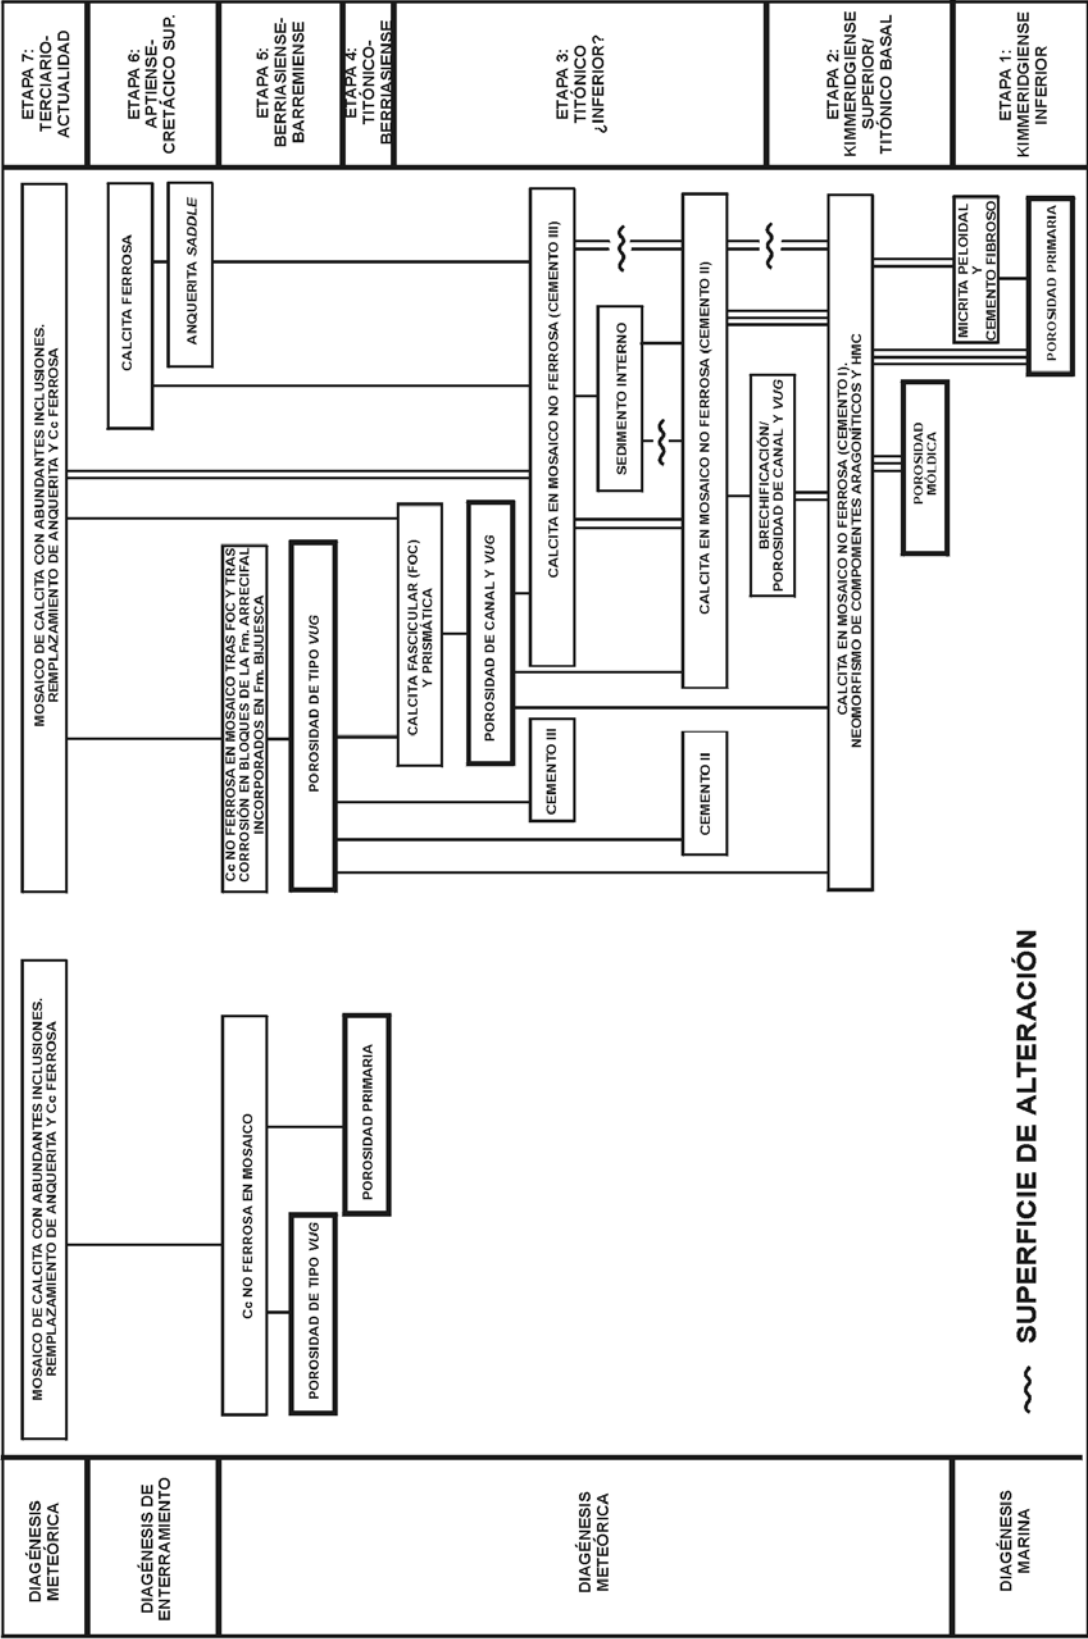 ETAPA 7:
TERCIARIO-
ACTUALIDAD
ETAPA 6:
APTIENSE-
CRETÁCICO SUP.
ETAPA 5:
BERRIASIENSE-
BARREMIENSE
ETAPA 4:
TITÓNICO-
BERRIASIENSE
ETAPA 3:
TITÓNICO
¿INFERIOR?
ETAPA 2:
KIMMERIDGIENSE
SUPERIOR/
TITÓNICO BASAL
ETAPA 1:
KIMMERIDGIENSE
INFERIOR
MOSAICO DE CALCITA CON ABUNDANTES INCLUSIONES.
REMPLAZAMIENTO DE ANQUERITA Y Cc FERROSA
CALCITA FERROSA
ANQUERITA SADDLE
Cc NO FERROSA EN MOSAICO TRAS FOC Y TRAS
CORROSIÓN EN BLOQUES DE LA Fm. ARRECIFAL
INCORPORADOS EN Fm. BIJUESCA
POROSIDAD DE TIPO VUG
CALCITA FASCICULAR (FOC)
Y PRISMÁTICA
POROSIDAD DE CANAL Y VUG
CALCITA EN MOSAICO NO FERROSA (CEMENTO III)
CEMENTO III
SEDIMENTO INTERNO
CALCITA EN MOSAICO NO FERROSA (CEMENTO II)
CEMENTO II
BRECHIFICACIÓN/
POROSIDAD DE CANAL Y VUG
CALCITA EN MOSAICO NO FERROSA (CEMENTO I).
NEOMORFISMO DE COMPOMENTES ARAGONÍTICOS Y HMC
POROSIDAD
MÓLDICA
MICRITA PELOIDAL
Y
CEMENTO FIBROSO
POROSIDAD PRIMARIA
MOSAICO DE CALCITA CON ABUNDANTES INCLUSIONES.
REMPLAZAMIENTO DE ANQUERITA Y Cc FERROSA
Cc NO FERROSA EN MOSAICO
POROSIDAD DE TIPO VUG
POROSIDAD PRIMARIA
SUPERFICIE DE ALTERACIÓN
DIAGÉNESIS
METEÓRICA
DIAGÉNESIS DE
ENTERRAMIENTO
DIAGÉNESIS
METEÓRICA
DIAGÉNESIS
MARINA